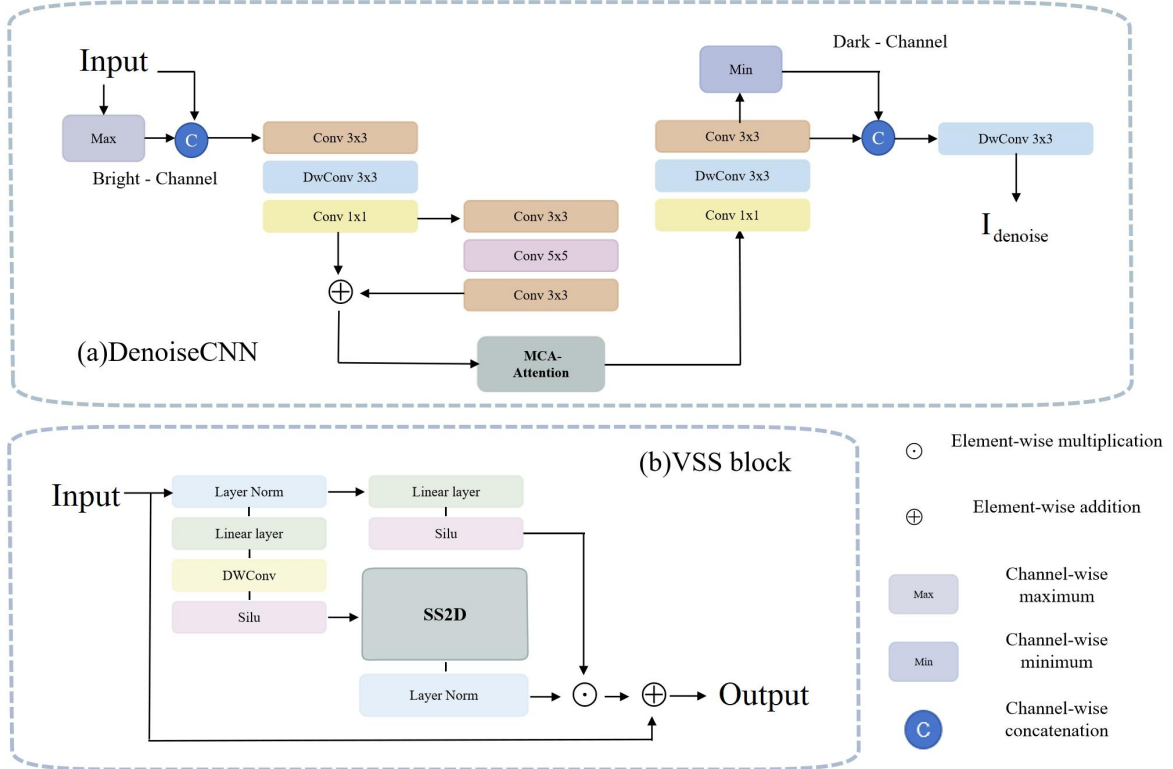 Input
Max
C
Bright - Channel
Conv 3x3
DwConv 3x3
Conv 1x1
Conv 3x3
Conv 5x5
Conv 3x3
(a)DenoiseCNN
MCA-
Attention
Dark - Channel
Min
Conv 3x3
DwConv 3x3
Conv 1x1
C
DwConv 3x3
I denoise
(b)VSS block
Input
Layer Norm
Linear layer
DWConv
Silu
Linear layer
Silu
SS2D
Layer Norm
Output
Element-wise multiplication
Element-wise addition
Max
Channel-wise
maximum
Min
Channel-wise
minimum
C
Channel-wise
concatenation